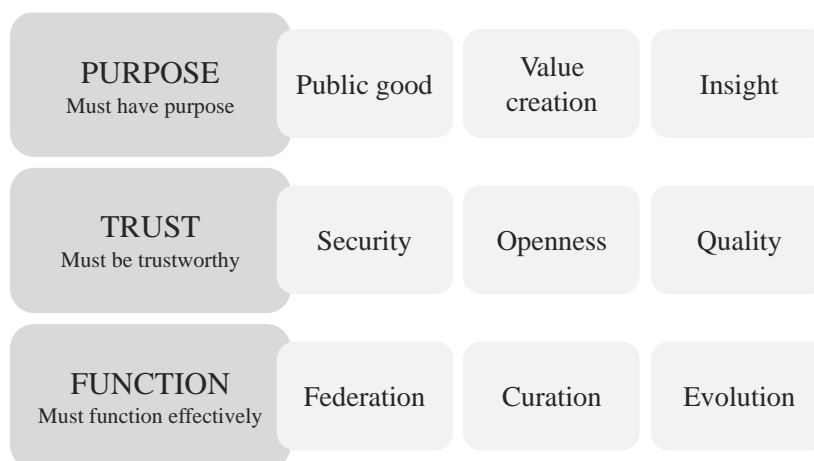 PURPOSE
Must have purpose
Public good
Value
creation
Insight
TRUST
Must be trustworthy
Security
Openness
Quality
FUNCTION
Must function effectively
Federation
Curation
Evolution